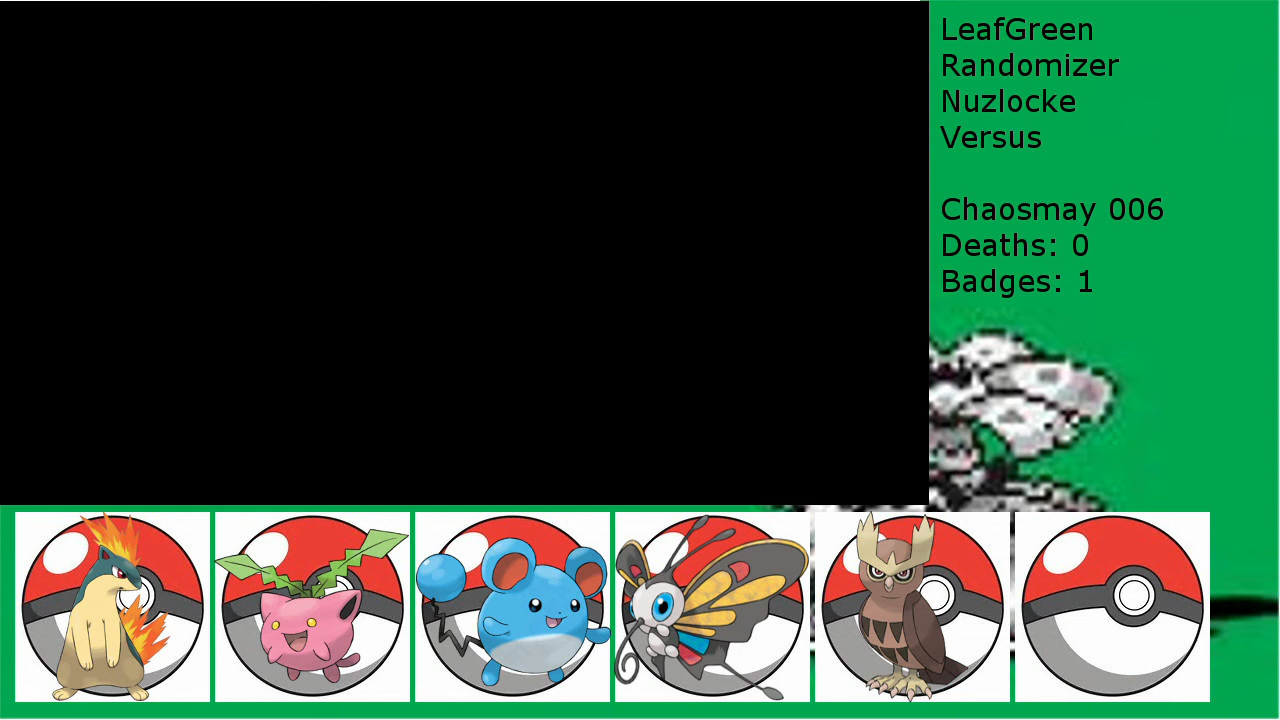 LeafGreen
Randomizer
Nuzlocke
Versus
Chaosmay 006
Deaths: 0
Badges: 1